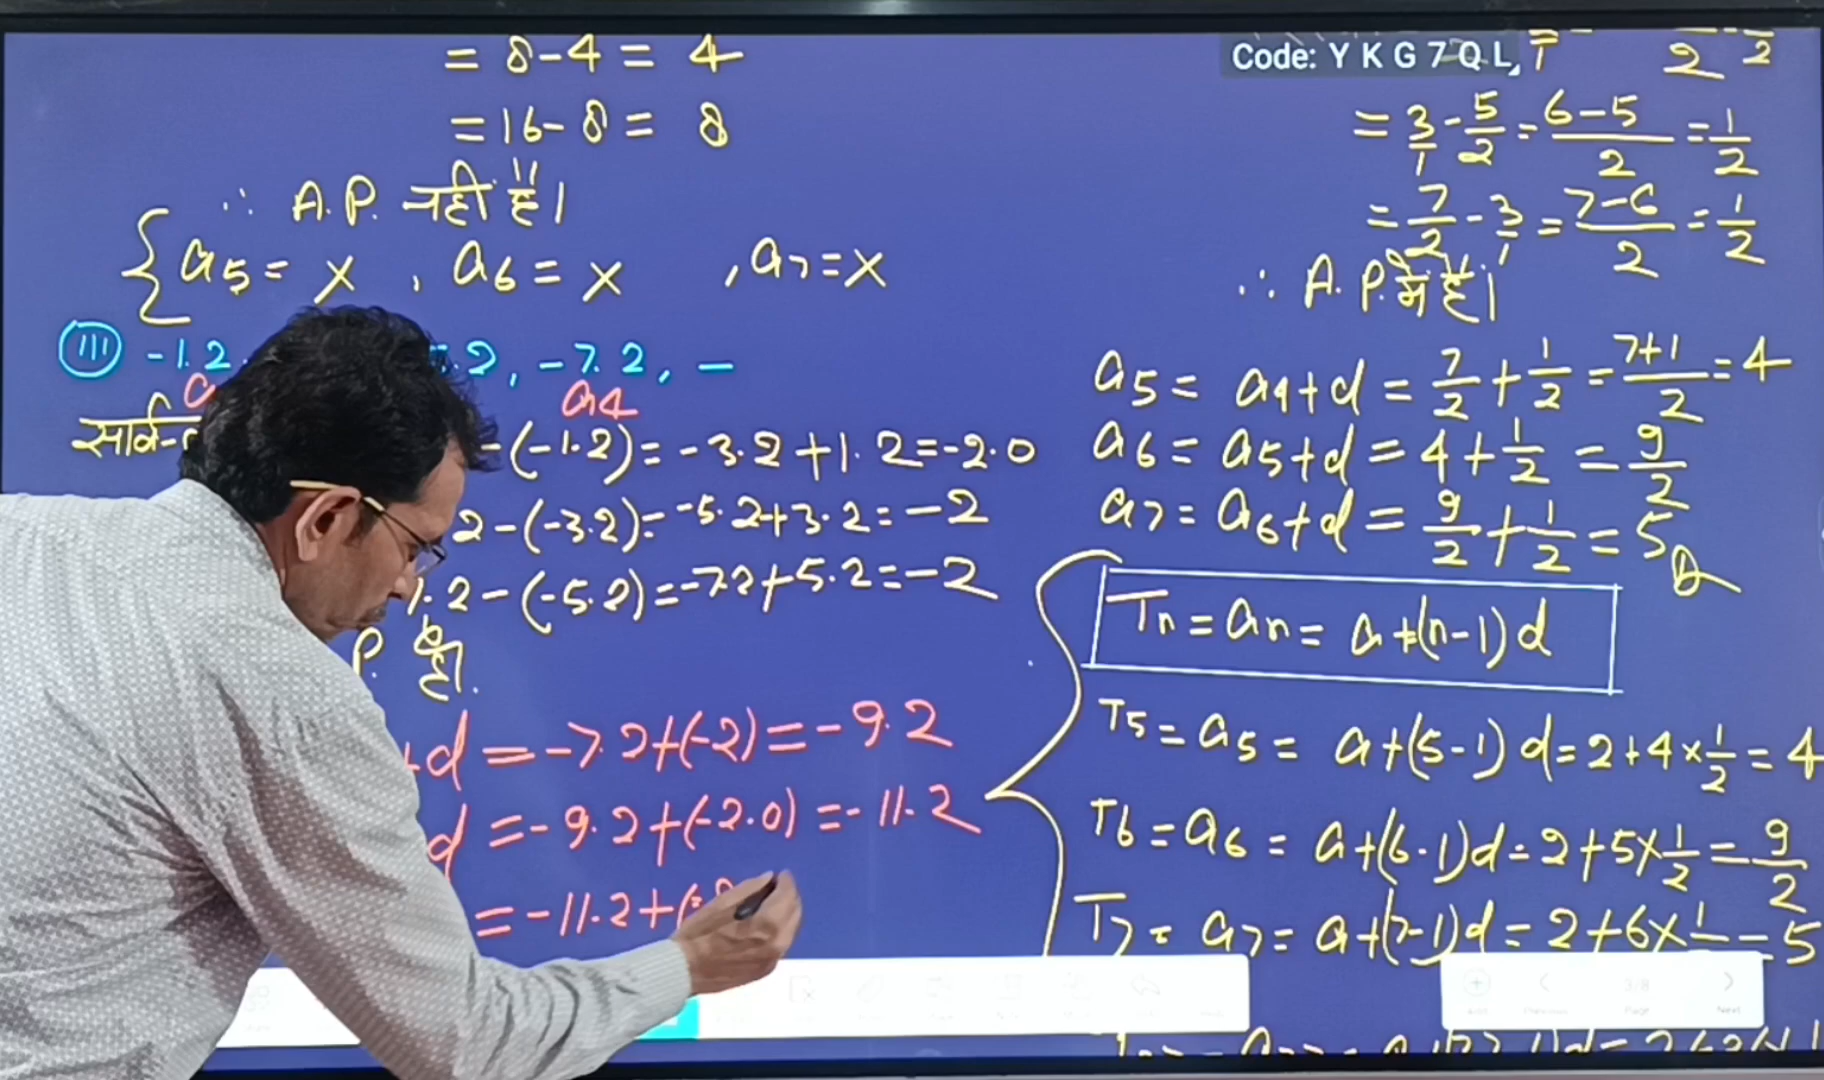 = 8-4 = 4
= 16-8 = 8
∴ A.P. नहीं है।
{ a5 = x , a6 = x , a7 = x
(III) -1.2, .2, -7.2, -
a a4
सार्व-
-(-1.2) = -3.2+1.2 = -2.0
2-(-3.2) = -5.2+3.2 = -2
7.2-(-5.2) = -7.2+5.2 = -2
P. है।
+d = -7.2+(-2) = -9.2
d = -9.2+(-2.0) = -11.2
= -11.2+(-
Code: Y K G 7 Q L
= 3/1 - 5/2 = 6-5/2 = 1/2
= 7/2 - 3/1 = 7-6/2 = 1/2
∴ A.P. में है।
a5 = a4+d = 7/2 + 1/2 = 7+1/2 = 4
a6 = a5+d = 4 + 1/2 = 9/2
a7 = a6+d = 9/2 + 1/2 = 5
Tn = an = a+(n-1)d
T5 = a5 = a+(5-1)d = 2+4×1/2 = 4
T6 = a6 = a+(6-1)d = 2+5×1/2 = 9/2
T7 = a7 = a+(7-1)d = 2+6×1 = 5
3/8
Previous Page Next